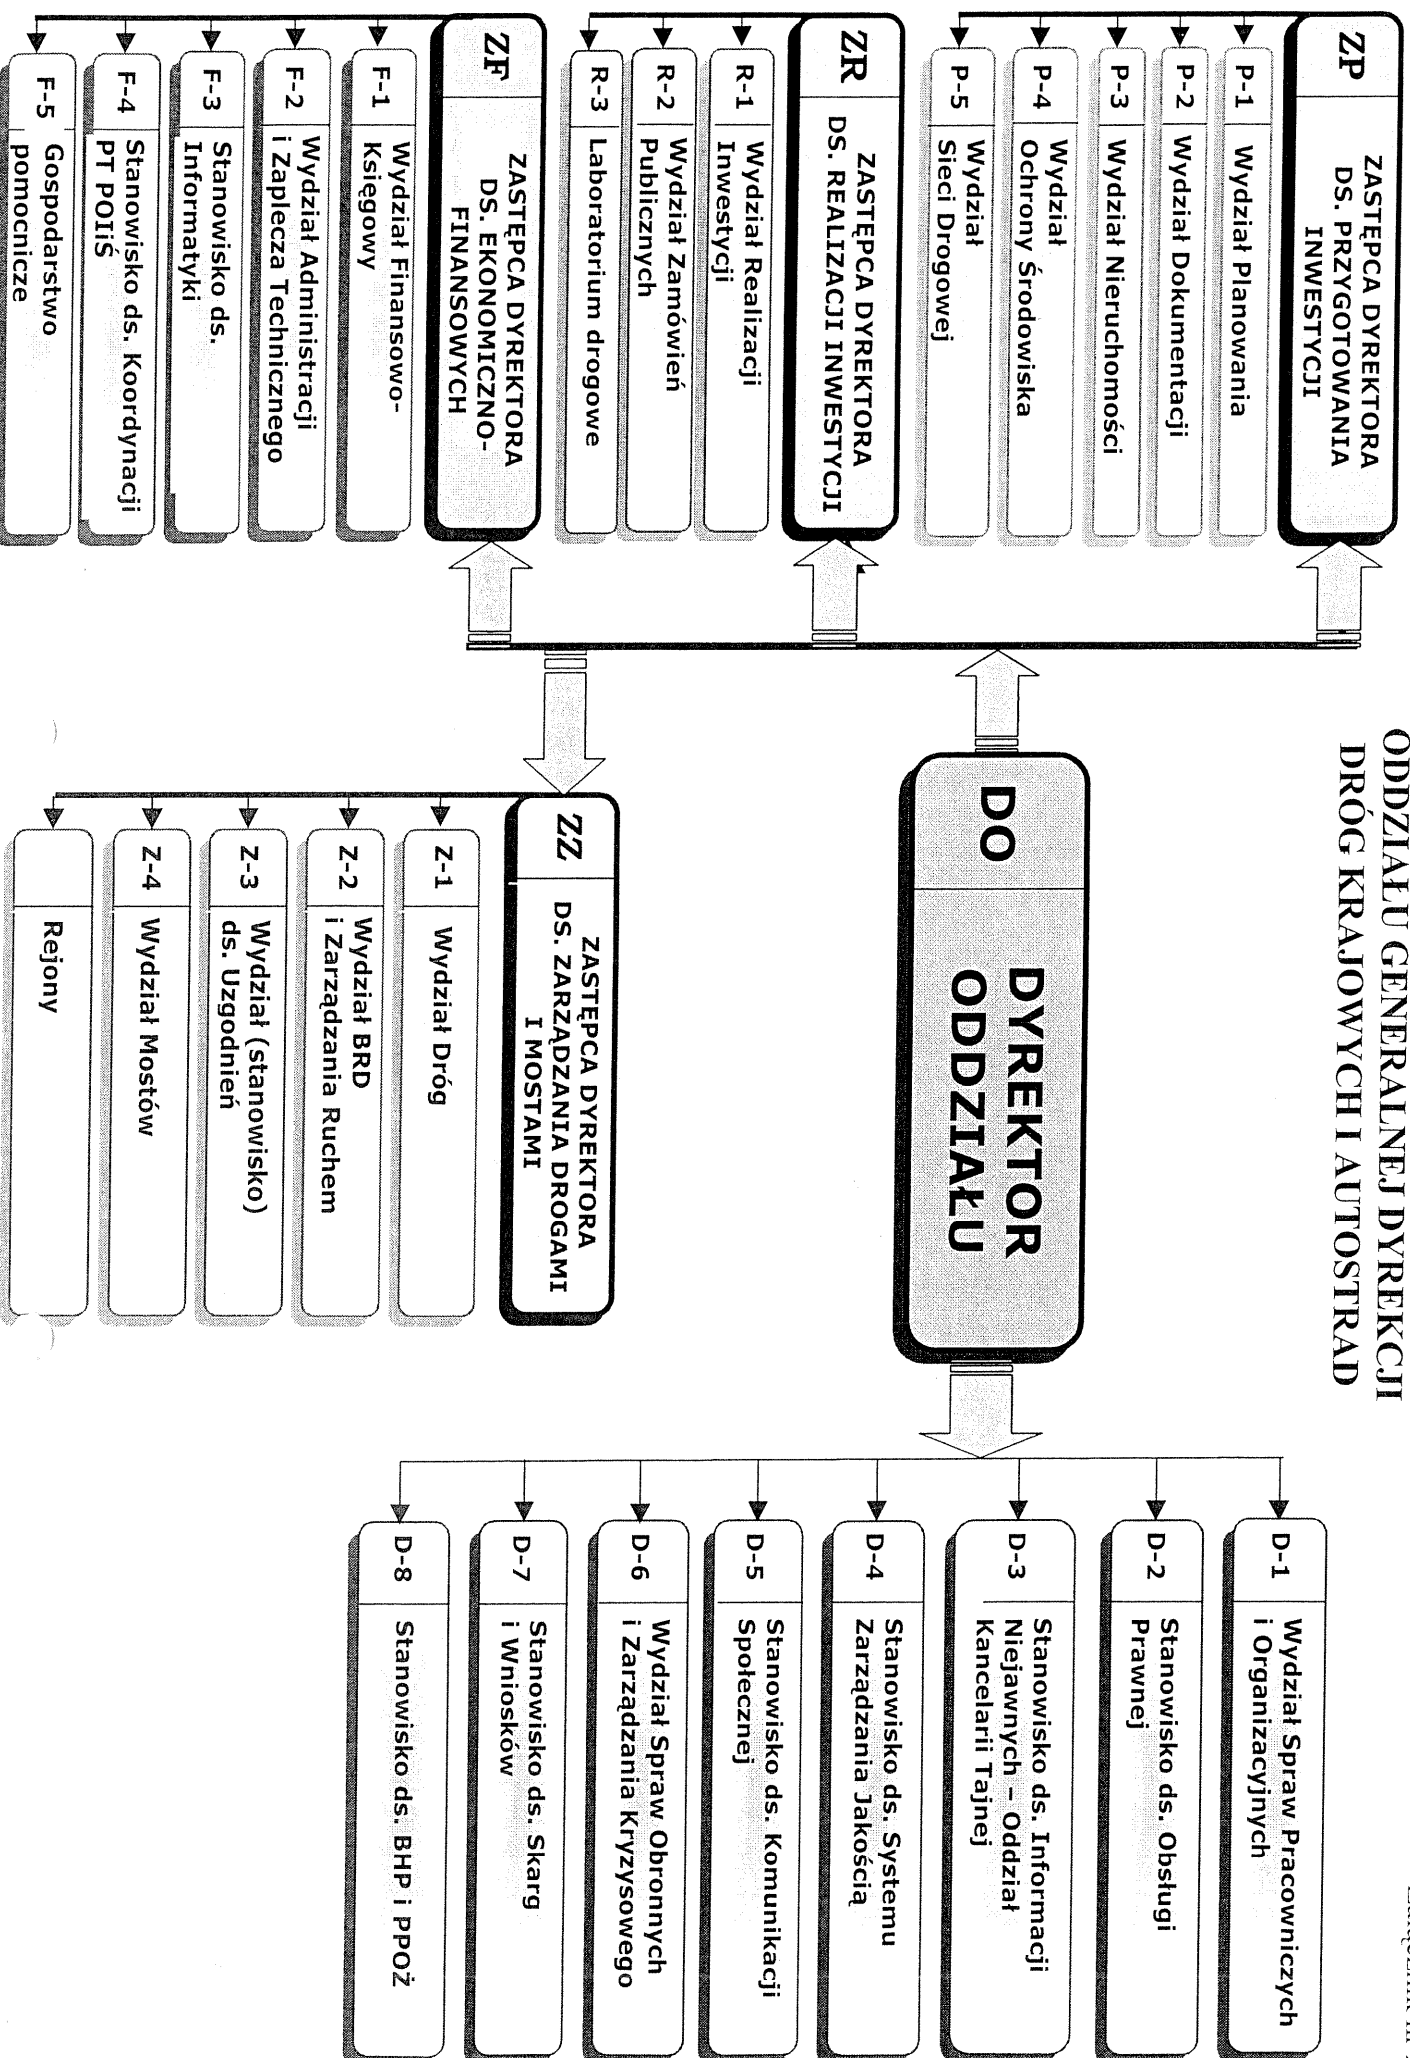 ODDZIAŁU GENERALNEJ DYREKCJI
DRÓG KRAJOWYCH I AUTOSTRAD
DO
DYREKTOR
ODDZIAŁU
ZP
ZASTĘPCA DYREKTORA
DS. PRZYGOTOWANIA
INWESTYCJI
P-1
Wydział Planowania
P-2
Wydział Dokumentacji
P-3
Wydział Nieruchomości
P-4
Wydział
Ochrony Środowiska
P-5
Wydział
Sieci Drogowej
ZR
ZASTĘPCA DYREKTORA
DS. REALIZACJI INWESTYCJI
R-1
Wydział Realizacji
Inwestycji
R-2
Wydział Zamówień
Publicznych
R-3
Laboratorium drogowe
ZF
ZASTĘPCA DYREKTORA
DS. EKONOMICZNO-
FINANSOWYCH
F-1
Wydział Finansowo-
Księgowy
F-2
Wydział Administracji
i Zaplecza Technicznego
F-3
Stanowisko ds.
Informatyki
F-4
Stanowisko ds. Koordynacji
PT POIiŚ
F-5
Gospodarstwo
pomocnicze
ZZ
ZASTĘPCA DYREKTORA
DS. ZARZĄDZANIA DROGAMI
I MOSTAMI
Z-1
Wydział Dróg
Z-2
Wydział BRD
i Zarządzania Ruchem
Z-3
Wydział (stanowisko)
ds. Uzgodnień
Z-4
Wydział Mostów
Rejony
D-1
Wydział Spraw Pracowniczych
i Organizacyjnych
D-2
Stanowisko ds. Obsługi
Prawnej
D-3
Stanowisko ds. Informacji
Niejawnych – Oddział
Kancelarii Tajnej
D-4
Stanowisko ds. Systemu
Zarządzania Jakością
D-5
Stanowisko ds. Komunikacji
Społecznej
D-6
Wydział Spraw Obronnych
i Zarządzania Kryzysowego
D-7
Stanowisko ds. Skarg
i Wniosków
D-8
Stanowisko ds. BHP i PPOŻ